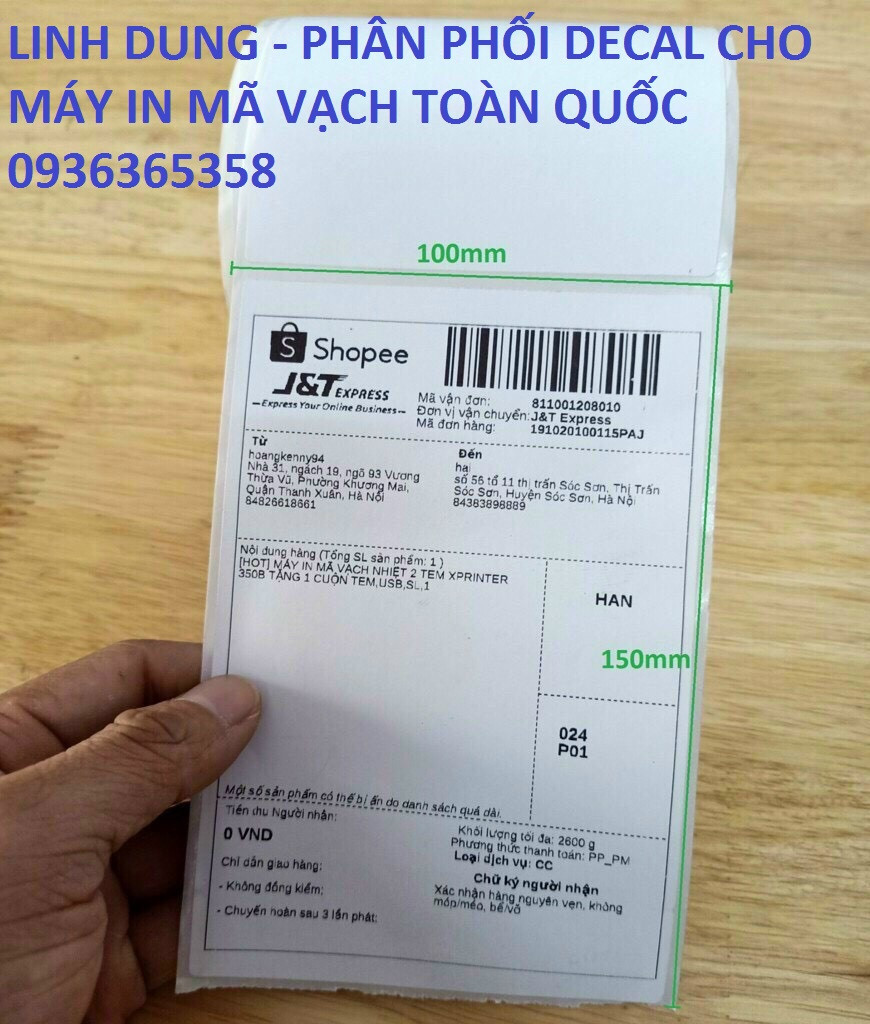 LINH DUNG - PHÂN PHỐI DECAL CHO
MÁY IN MÃ VẠCH TOÀN QUỐC
0936365358
100mm
S Shopee
J&T EXPRESS
Express Your Online Business
Mã vận đơn: 811001208010
Đơn vị vận chuyển: J&T Express
Mã đơn hàng: 191020100115PAJ
Từ
hoangkenny94
Nhà 31, ngách 19, ngõ 93 Vương
Thừa Vũ, Phường Khương Mai,
Quận Thanh Xuân, Hà Nội
84826618661
Đến
hai
số 56 tổ 11 thị trấn Sóc Sơn, Thị Trấn
Sóc Sơn, Huyện Sóc Sơn, Hà Nội
84383898889
Nội dung hàng (Tổng SL sản phẩm: 1 )
[HOT] MÁY IN MÃ VẠCH NHIỆT 2 TEM XPRINTER
350B TẶNG 1 CUỘN TEM,USB,SL,1
HAN
150mm
024
P01
Một số sản phẩm có thể bị ẩn do danh sách quá dài.
Tiền thu Người nhận:
0 VND
Chỉ dẫn giao hàng:
- Không đồng kiểm;
- Chuyển hoàn sau 3 lần phát;
Khối lượng tối đa: 2600 g
Phương thức thanh toán: PP_PM
Loại dịch vụ: CC
Chữ ký người nhận
Xác nhận hàng nguyên vẹn, không
móp/méo, bể/vỡ